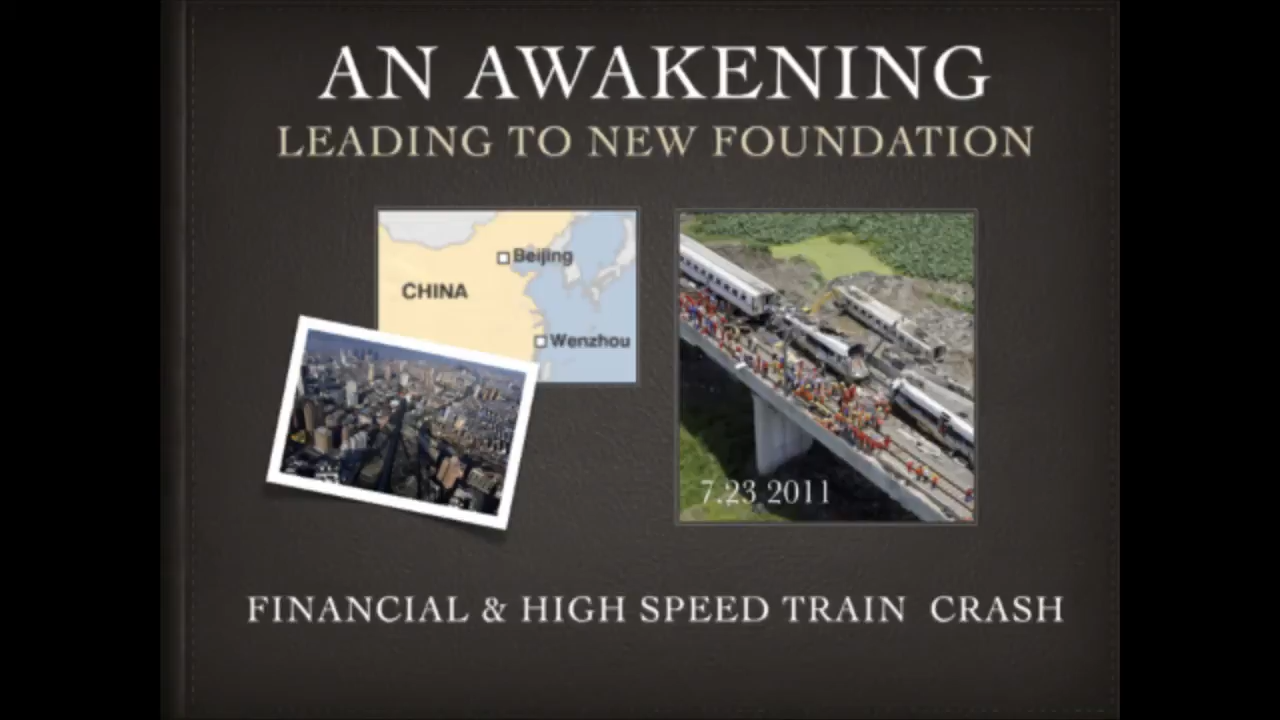 AN AWAKENING
LEADING TO NEW FOUNDATION
Beijing
CHINA
Wenzhou
7.23 2011
FINANCIAL & HIGH SPEED TRAIN CRASH